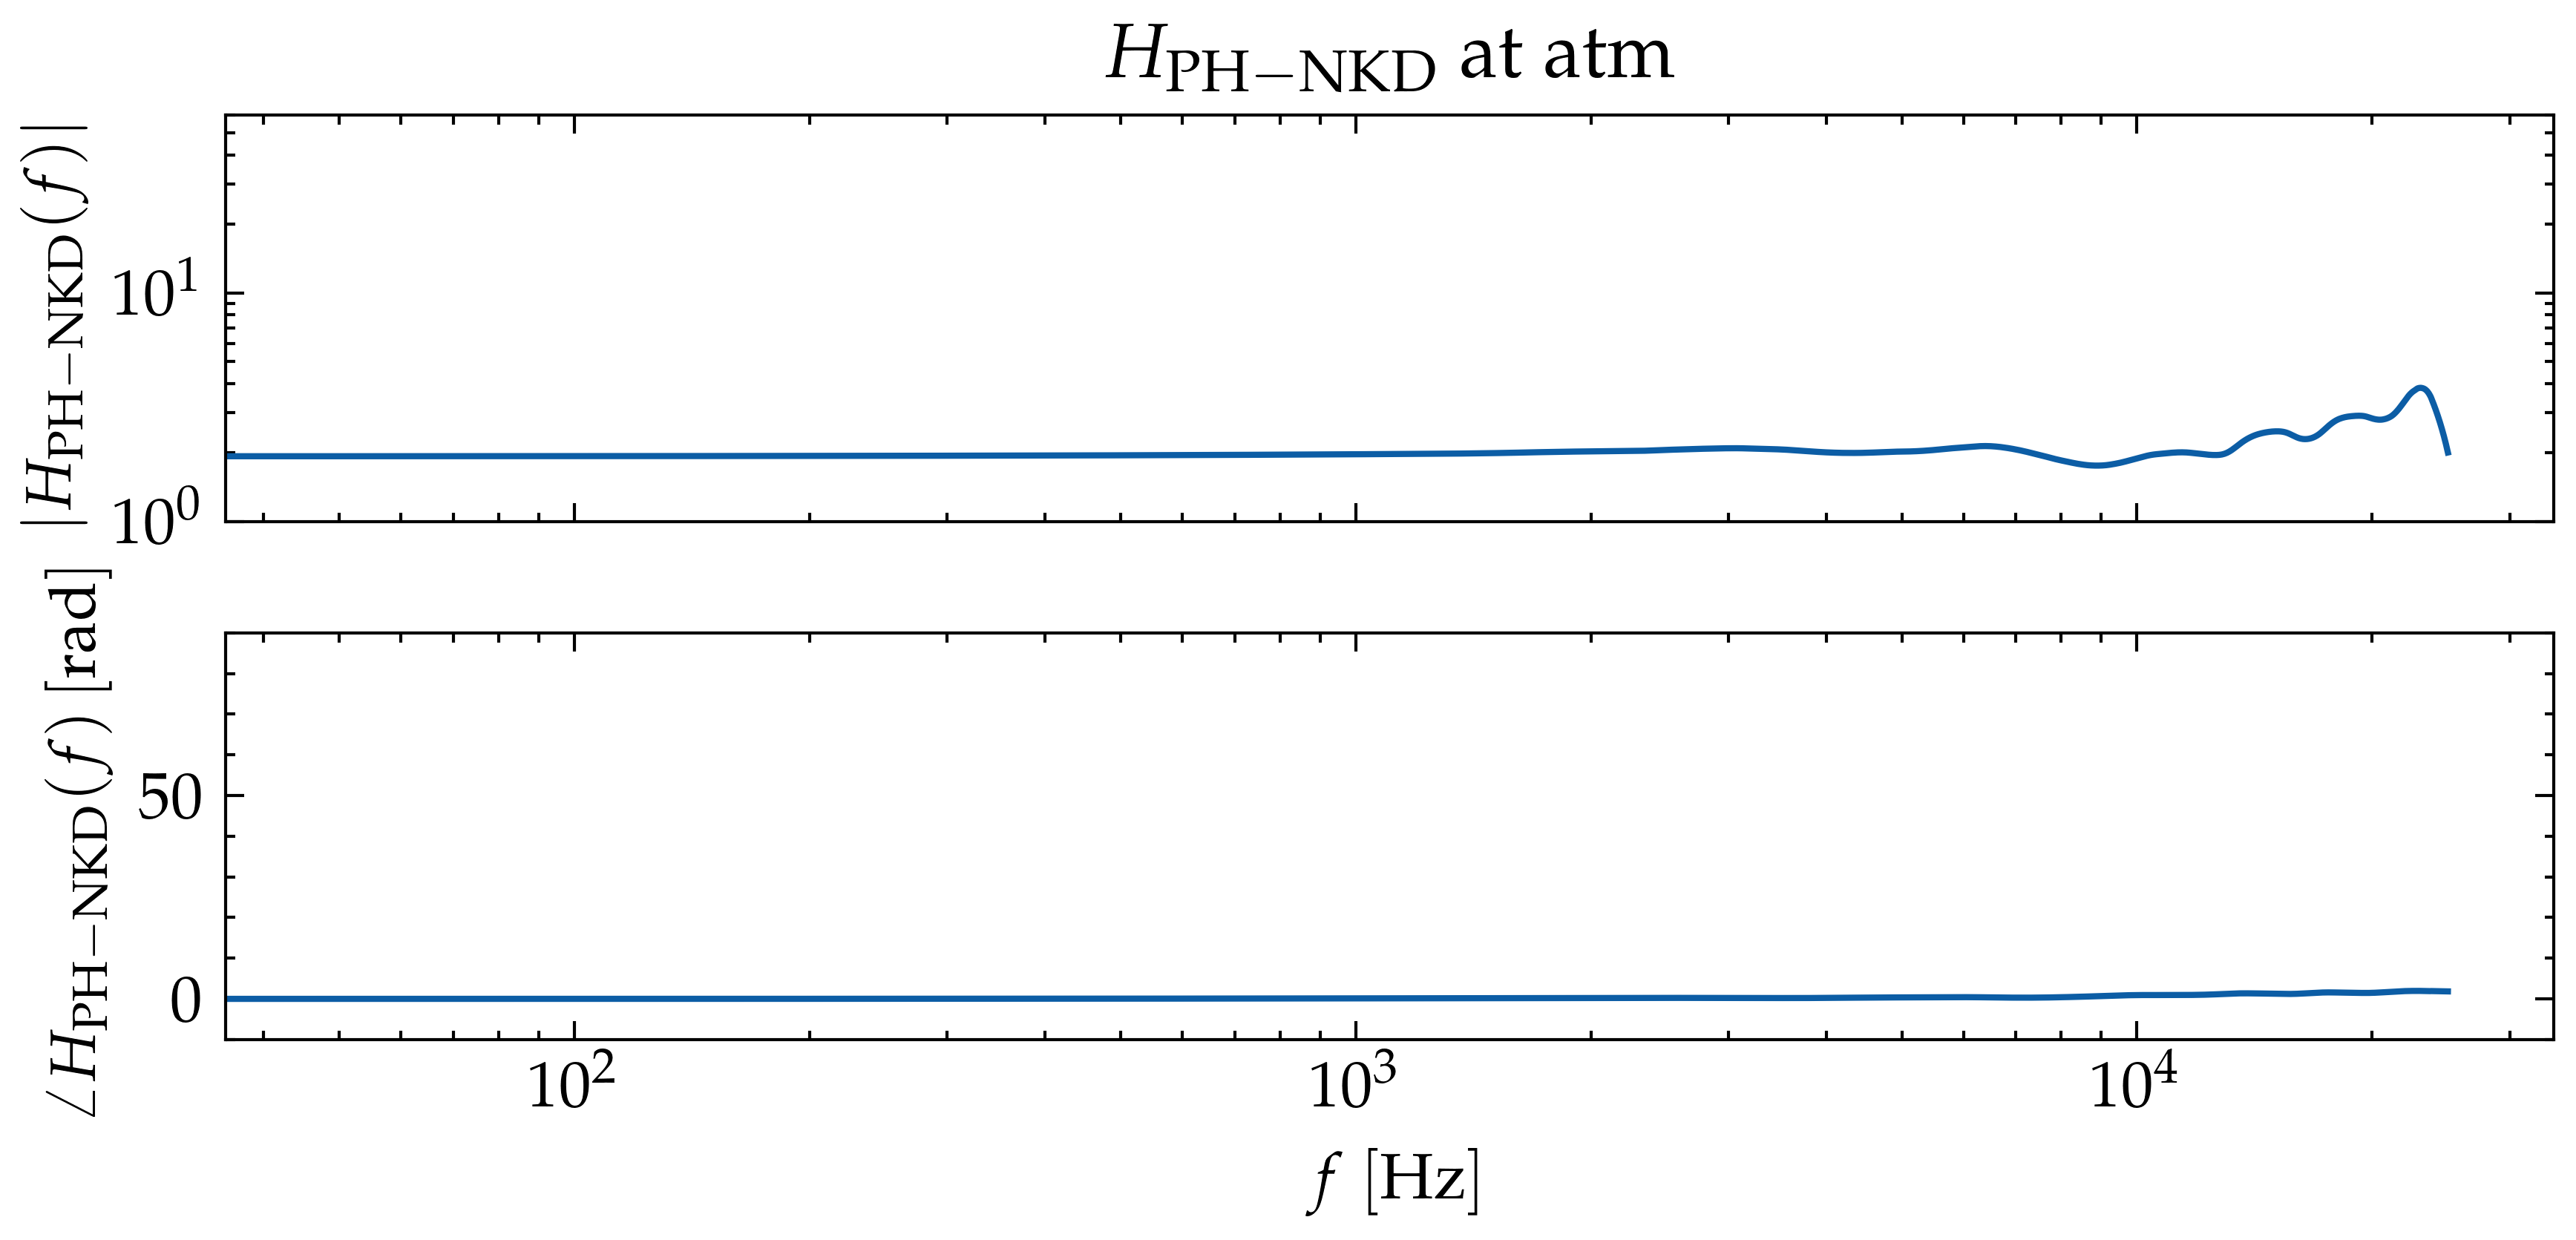 H_PH−NKD at atm
|H_PH−NKD(f)|
10^1
10^0
∠H_PH−NKD(f) [rad]
50
0
10^2 10^3 10^4
f [Hz]